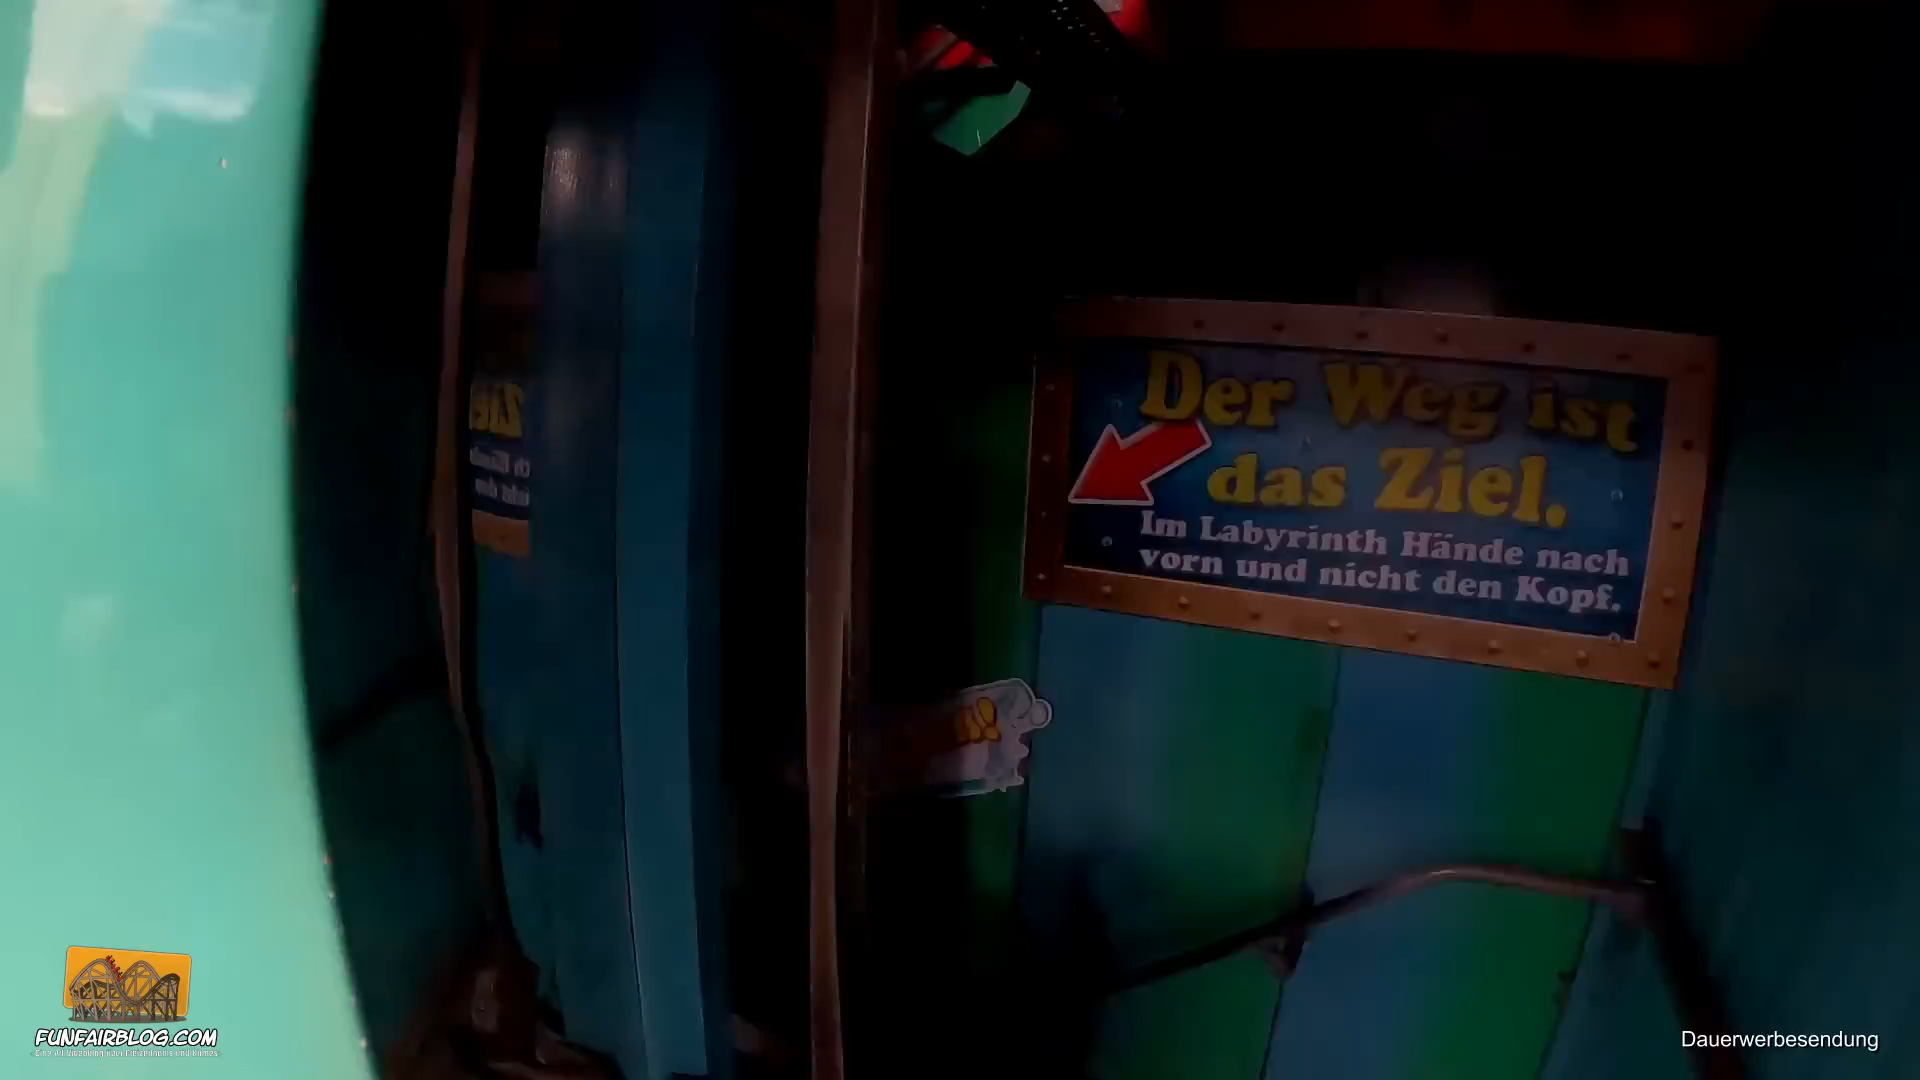 Der Weg ist
das Ziel.
Im Labyrinth Hände nach
vorn und nicht den Kopf.
FUNFAIRBLOG.COM
Dauerwerbesendung